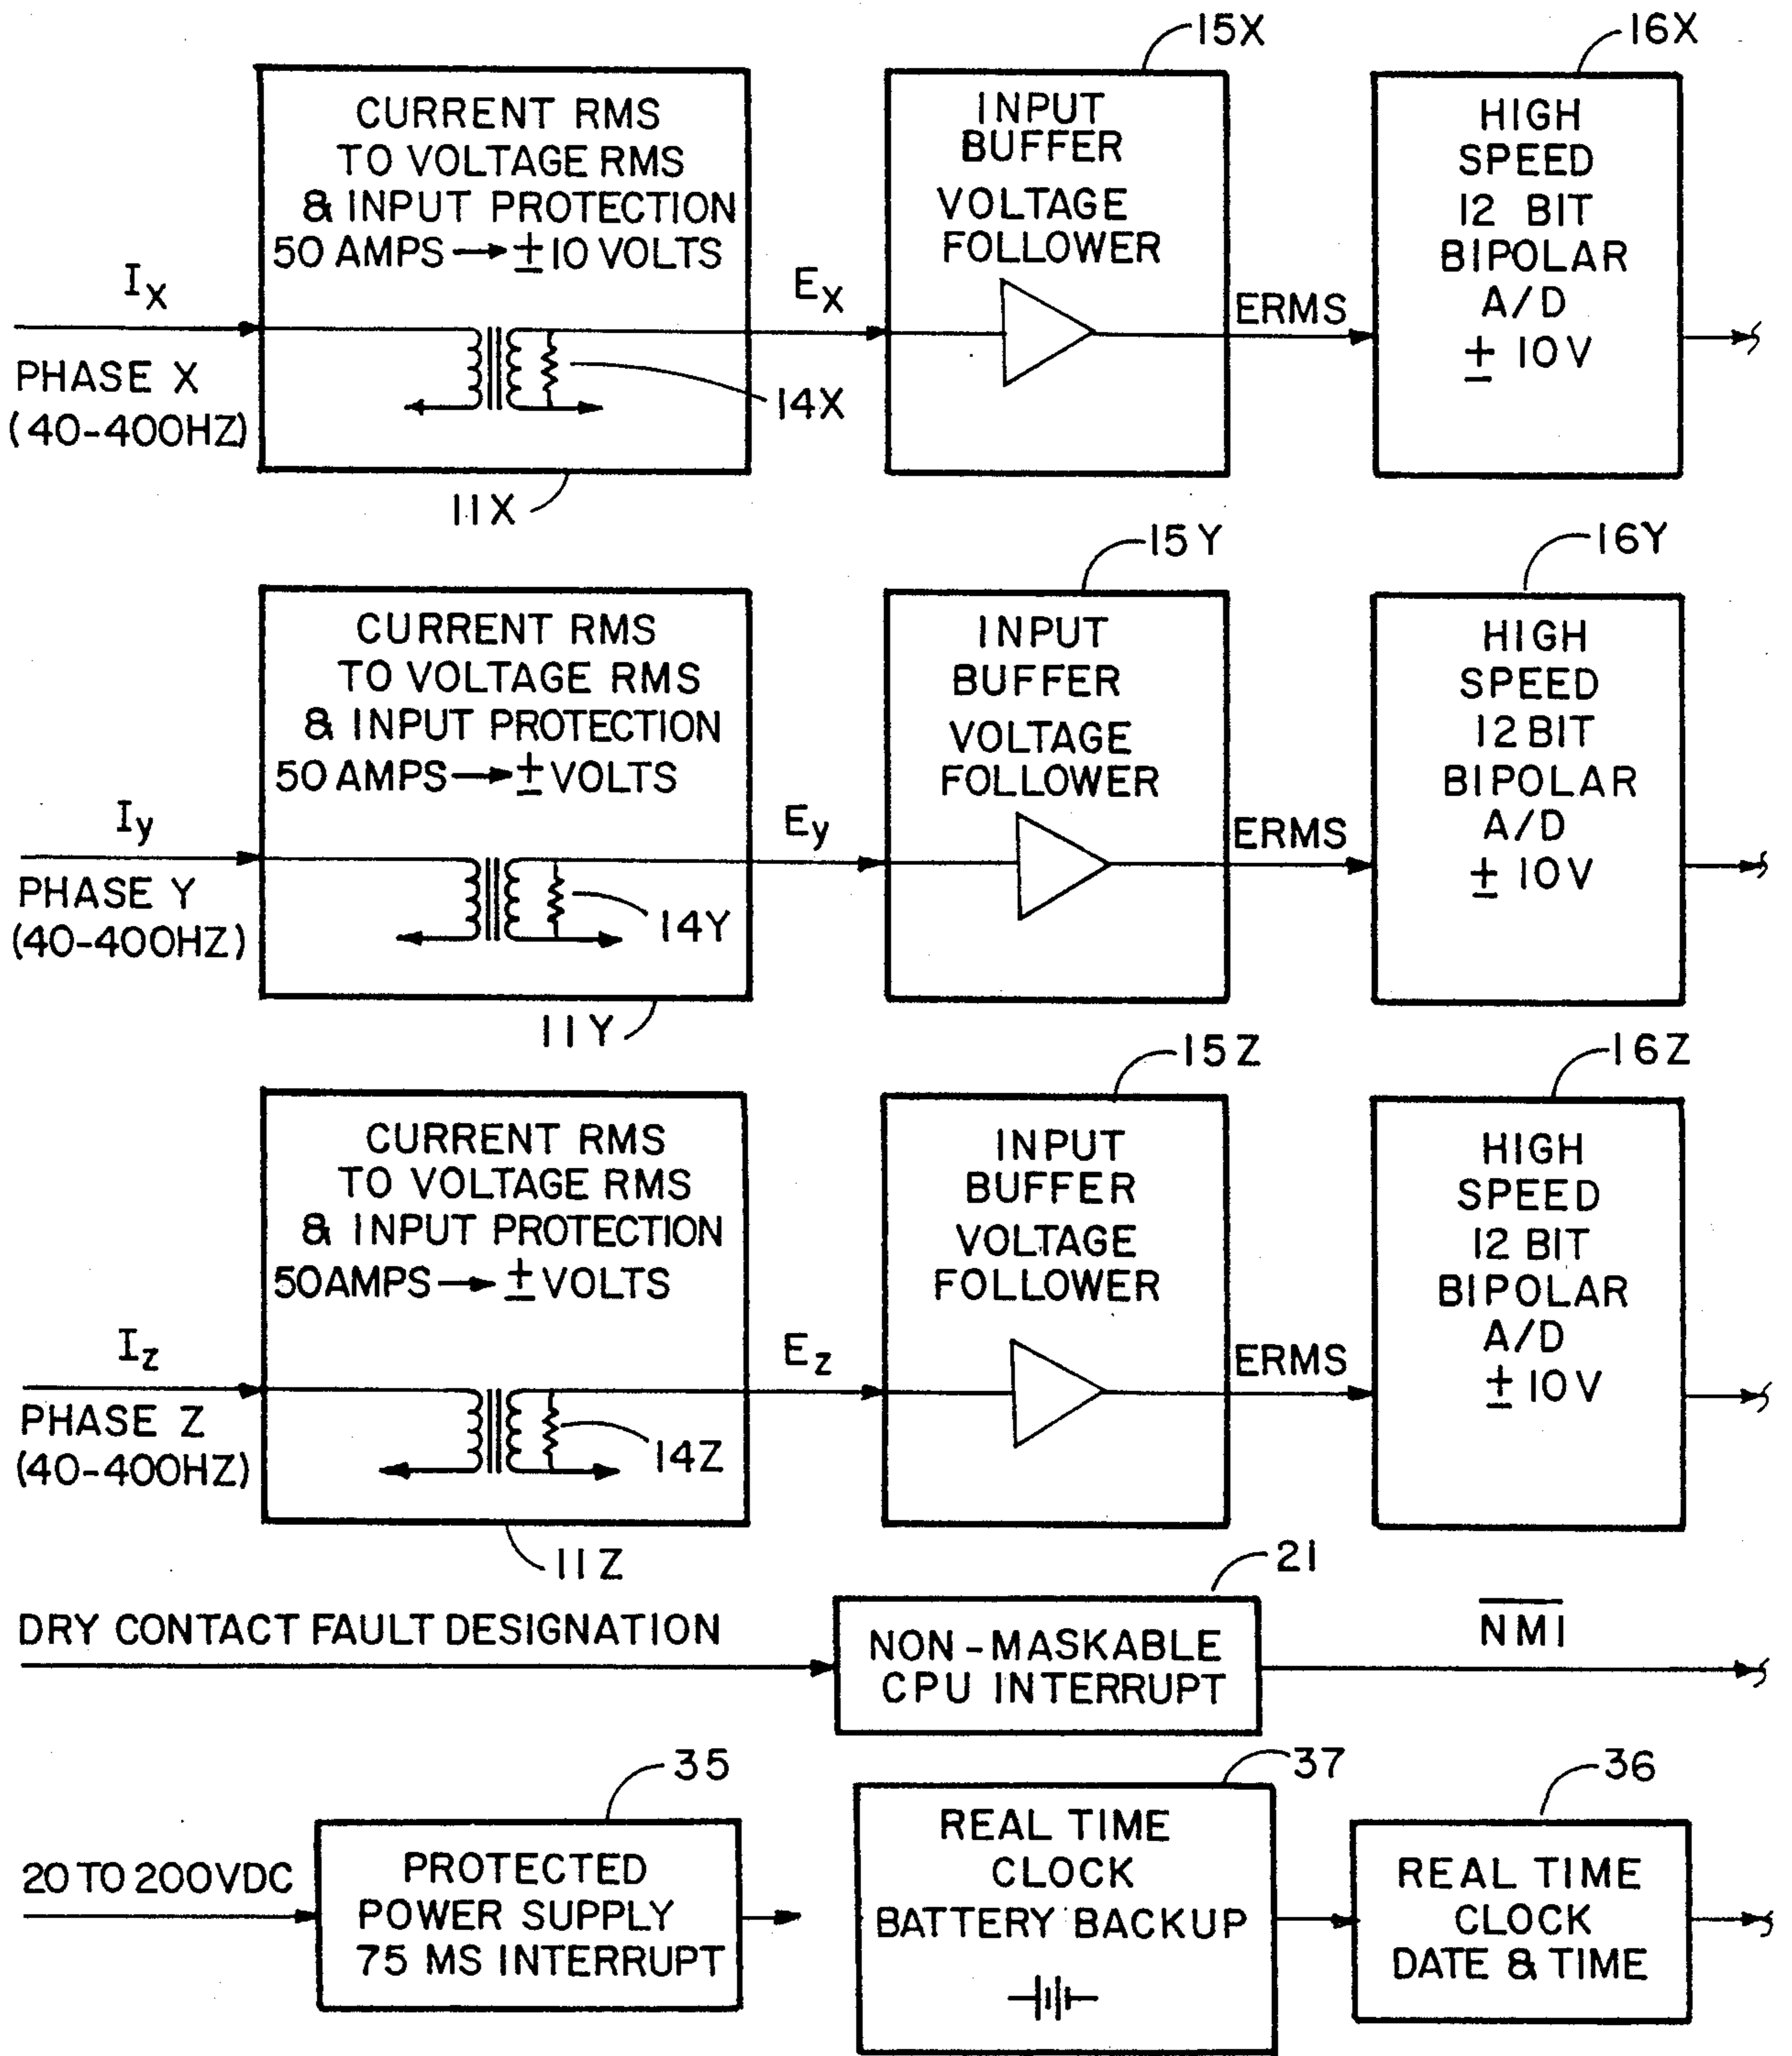 15X
16X
CURRENT RMS
TO VOLTAGE RMS
& INPUT PROTECTION
50 AMPS → ± 10 VOLTS
INPUT
BUFFER
VOLTAGE
FOLLOWER
HIGH
SPEED
12 BIT
BIPOLAR
A/D
± 10V
IX
EX
ERMS
PHASE X
(40-400HZ)
14X
11X
15Y
16Y
CURRENT RMS
TO VOLTAGE RMS
& INPUT PROTECTION
50 AMPS → ± VOLTS
INPUT
BUFFER
VOLTAGE
FOLLOWER
HIGH
SPEED
12 BIT
BIPOLAR
A/D
± 10V
Iy
Ey
ERMS
PHASE Y
(40-400HZ)
14Y
11Y
15Z
16Z
CURRENT RMS
TO VOLTAGE RMS
& INPUT PROTECTION
50AMPS → ± VOLTS
INPUT
BUFFER
VOLTAGE
FOLLOWER
HIGH
SPEED
12 BIT
BIPOLAR
A/D
± 10V
Iz
Ez
ERMS
PHASE Z
(40-400HZ)
14Z
11Z
21
DRY CONTACT FAULT DESIGNATION
NON-MASKABLE
CPU INTERRUPT
N̅M̅I̅
35
37
36
20 TO 200VDC
PROTECTED
POWER SUPPLY
75 MS INTERRUPT
REAL TIME
CLOCK
BATTERY BACKUP
REAL TIME
CLOCK
DATE & TIME